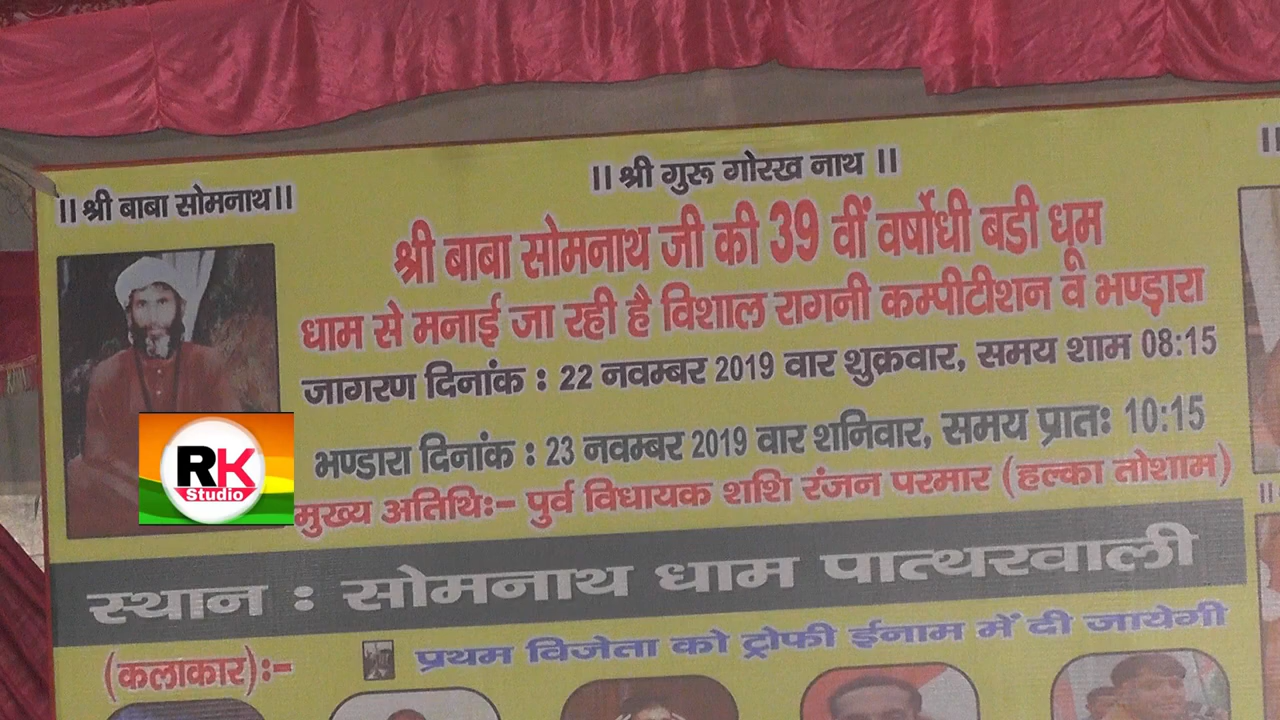 ।। श्री गुरू गोरख नाथ ।।
।। श्री बाबा सोमनाथ।।
श्री बाबा सोमनाथ जी की 39 वीं वर्षोधी बडी धूम
धाम से मनाई जा रही है विशाल रागनी कम्पीटीशन वं भण्ड़ारा
जागरण दिनांक : 22 नवम्बर 2019 वार शुक्रवार, समय शाम 08:15
भण्डारा दिनांक : 23 नवम्बर 2019 वार शनिवार, समय प्रातः 10:15
RK
Studio
मुख्य अतिथिः- पुर्व विधायक शशि रंजन परमार (हल्का तोशाम)
स्थान : सोमनाथ धाम पात्थरवाली
प्रथम विजेता को ट्रोफी ईनाम में दी जायेगी
(कलाकार):-